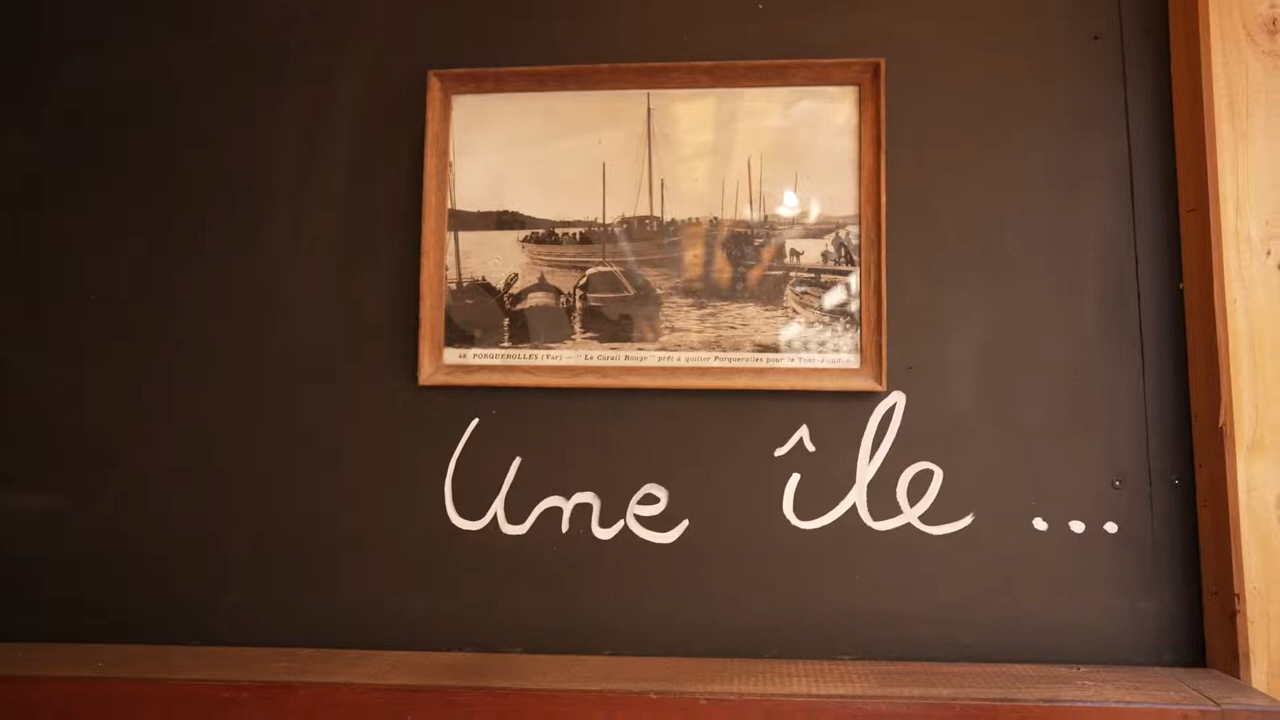 48 PORQUEROLLES (Var) — "Le Corail Rouge" prêt à quitter Porquerolles pour la Tour-Fondue
Une île ...